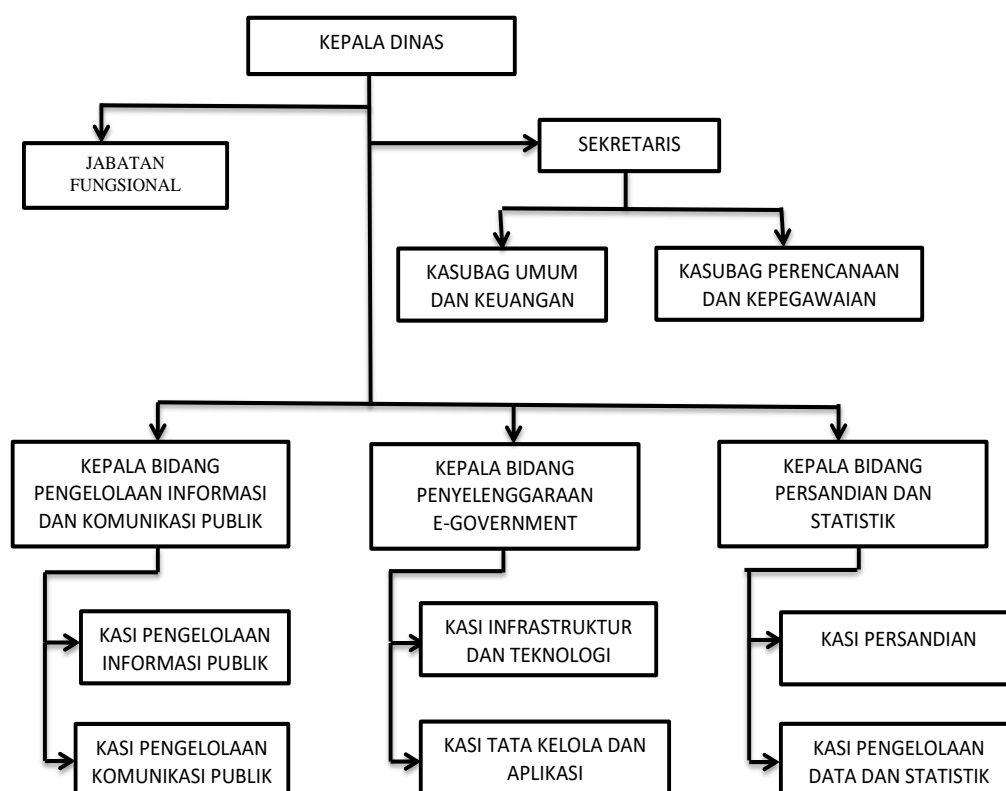 KEPALA DINAS
JABATAN
FUNGSIONAL
SEKRETARIS
KASUBAG UMUM
DAN KEUANGAN
KASUBAG PERENCANAAN
DAN KEPEGAWAIAN
KEPALA BIDANG
PENGELOLAAN INFORMASI
DAN KOMUNIKASI PUBLIK
KEPALA BIDANG
PENYELENGGARAAN
E-GOVERNMENT
KEPALA BIDANG
PERSANDIAN DAN
STATISTIK
KASI PENGELOLAAN
INFORMASI PUBLIK
KASI INFRASTRUKTUR
DAN TEKNOLOGI
KASI PERSANDIAN
KASI PENGELOLAAN
KOMUNIKASI PUBLIK
KASI TATA KELOLA DAN
APLIKASI
KASI PENGELOLAAN
DATA DAN STATISTIK